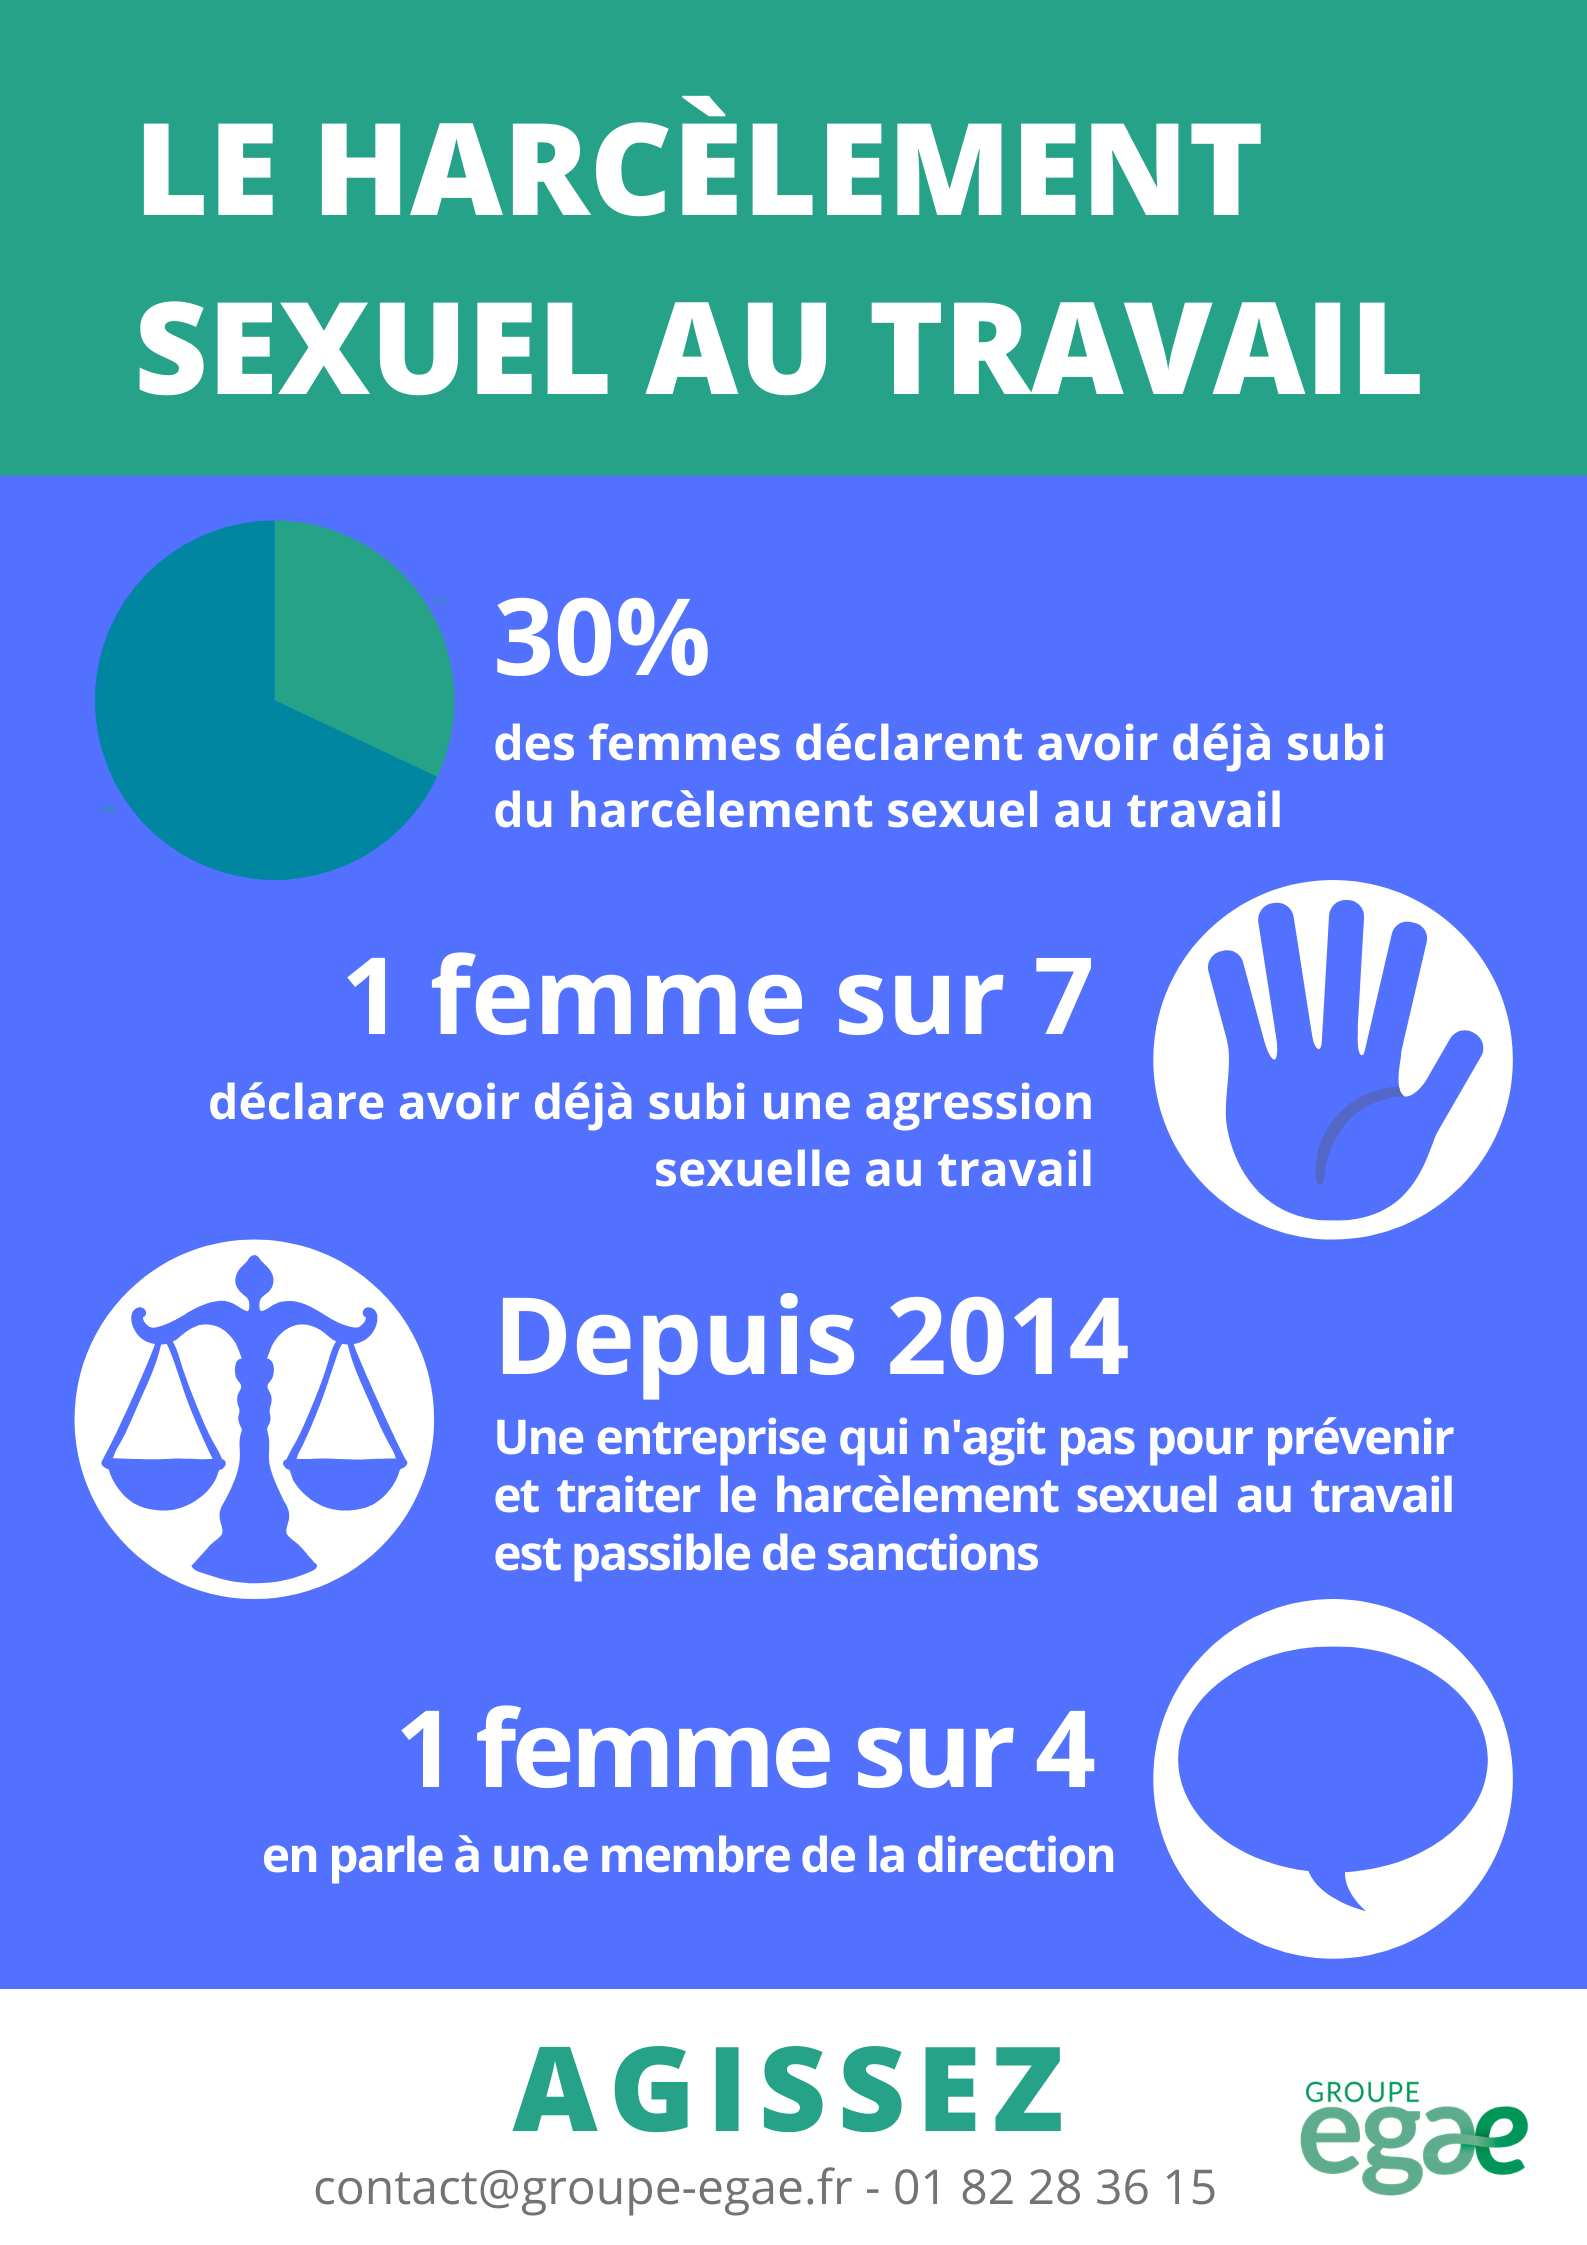 LE HARCÈLEMENT
SEXUEL AU TRAVAIL
30%
des femmes déclarent avoir déjà subi
du harcèlement sexuel au travail
1 femme sur 7
déclare avoir déjà subi une agression
sexuelle au travail
Depuis 2014
Une entreprise qui n'agit pas pour prévenir
et traiter le harcèlement sexuel au travail
est passible de sanctions
1 femme sur 4
en parle à un.e membre de la direction
AGISSEZ
contact@groupe-egae.fr - 01 82 28 36 15
GROUPE
egae